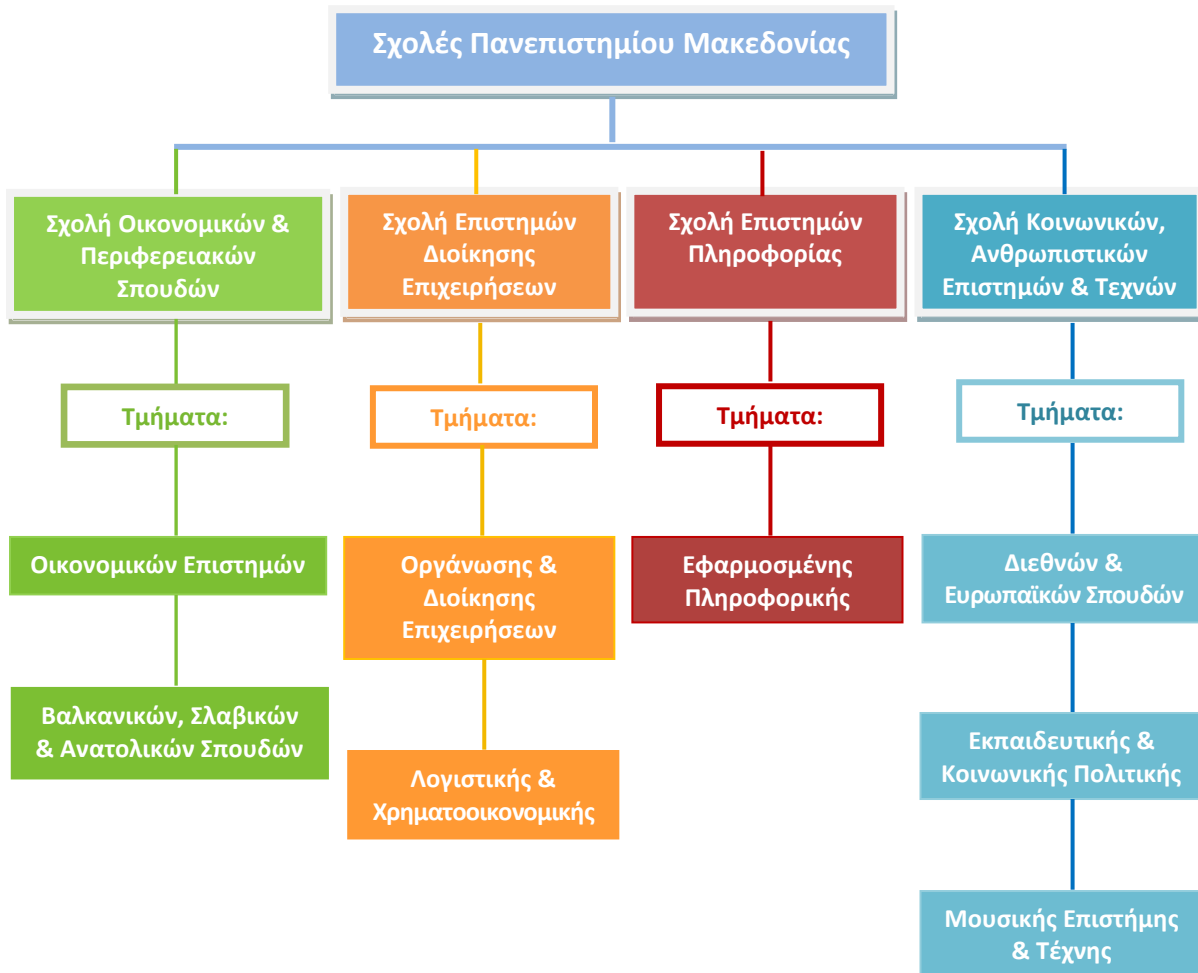 Σχολές Πανεπιστημίου Μακεδονίας
Σχολή Οικονομικών &
Περιφερειακών
Σπουδών
Σχολή Επιστημών
Διοίκησης
Επιχειρήσεων
Σχολή Επιστημών
Πληροφορίας
Σχολή Κοινωνικών,
Ανθρωπιστικών
Επιστημών & Τεχνών
Τμήματα:
Τμήματα:
Τμήματα:
Τμήματα:
Οικονομικών Επιστημών
Οργάνωσης &
Διοίκησης
Επιχειρήσεων
Εφαρμοσμένης
Πληροφορικής
Διεθνών &
Ευρωπαϊκών Σπουδών
Βαλκανικών, Σλαβικών
& Ανατολικών Σπουδών
Λογιστικής &
Χρηματοοικονομικής
Εκπαιδευτικής &
Κοινωνικής Πολιτικής
Μουσικής Επιστήμης
& Τέχνης